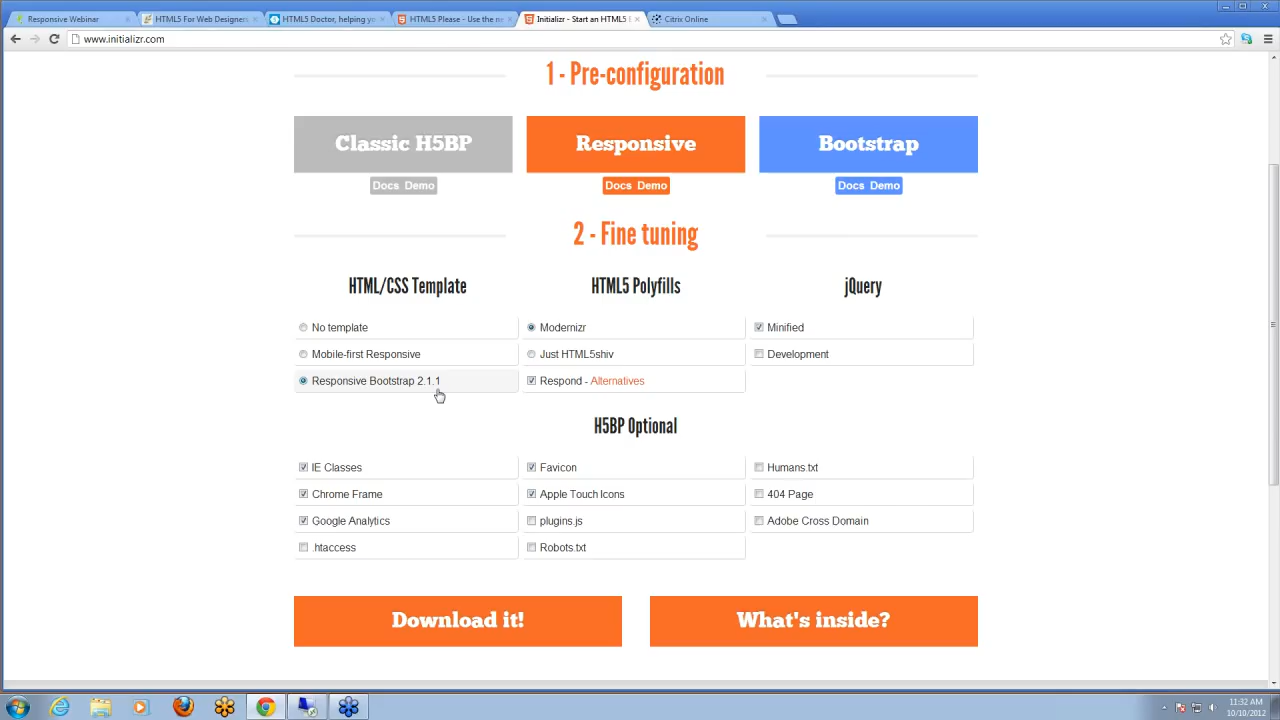 Responsive Webinar
HTML5 For Web Designers
HTML5 Doctor, helping yo
HTML5 Please - Use the ne
Initializr - Start an HTML5 B
Citrix Online
www.initializr.com
1 - Pre-configuration
Classic H5BP
Responsive
Bootstrap
Docs Demo
Docs Demo
Docs Demo
2 - Fine tuning
HTML/CSS Template
HTML5 Polyfills
jQuery
No template
Modernizr
Minified
Mobile-first Responsive
Just HTML5shiv
Development
Responsive Bootstrap 2.1.1
Respond - Alternatives
H5BP Optional
IE Classes
Favicon
Humans.txt
Chrome Frame
Apple Touch Icons
404 Page
Google Analytics
plugins.js
Adobe Cross Domain
.htaccess
Robots.txt
Download it!
What's inside?
11:32 AM
10/10/2012